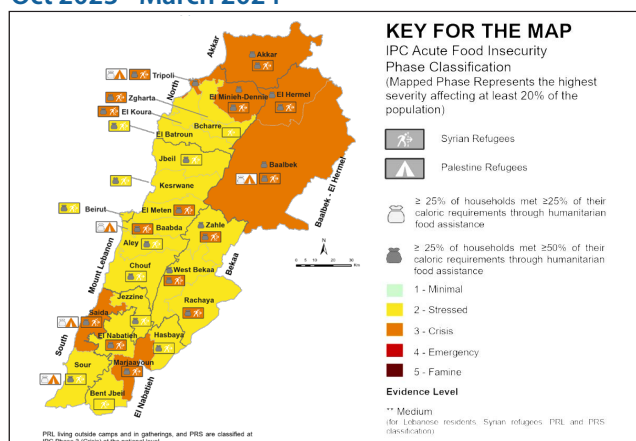 Oct 2023 - March 2024
KEY FOR THE MAP
IPC Acute Food Insecurity
Phase Classification
(Mapped Phase Represents the highest
severity affecting at least 20% of the
population)
Syrian Refugees
Palestine Refugees
≥ 25% of households met ≥25% of their
caloric requirements through humanitarian
food assistance
≥ 25% of households met ≥50% of their
caloric requirements through humanitarian
food assistance
1 - Minimal
2 - Stressed
3 - Crisis
4 - Emergency
5 - Famine
Evidence Level
** Medium
(for Lebanese residents, Syrian refugees, PRL and PRS
classification)
Akkar
Akkar
North
Tripoli
El Minieh-Dennie
El Hermel
Zgharta
El Koura
Bcharre
El Batroun
Jbeil
Baalbek
Baalbek - El Hermel
Kesrwane
Beirut
El Meten
Baabda
Zahle
Aley
Mount Lebanon
Bekaa
N
Km
Chouf
West Bekaa
Jezzine
Rachaya
Saida
South
El Nabatieh
Hasbaya
Sour
Marjaayoun
El Nabatieh
Bent Jbeil
PRL living outside camps and in gatherings, and PRS are classified at